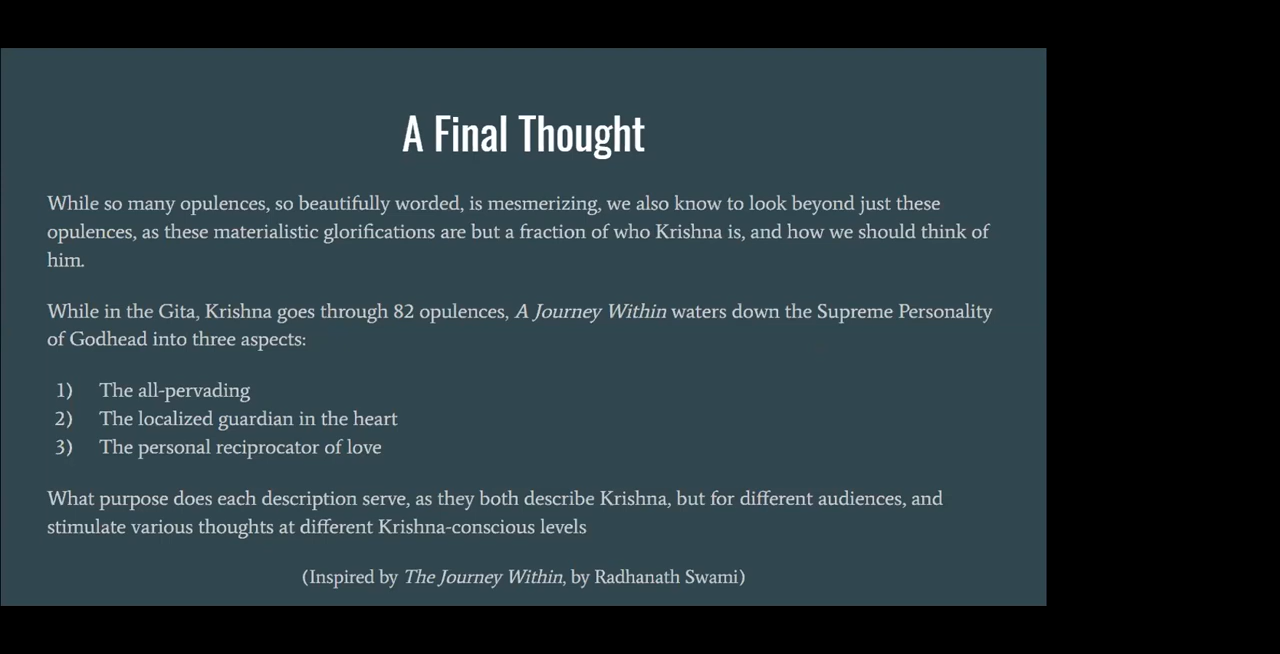 A Final Thought
While so many opulences, so beautifully worded, is mesmerizing, we also know to look beyond just these
opulences, as these materialistic glorifications are but a fraction of who Krishna is, and how we should think of
him.
While in the Gita, Krishna goes through 82 opulences, A Journey Within waters down the Supreme Personality
of Godhead into three aspects:
1) The all-pervading
2) The localized guardian in the heart
3) The personal reciprocator of love
What purpose does each description serve, as they both describe Krishna, but for different audiences, and
stimulate various thoughts at different Krishna-conscious levels
(Inspired by The Journey Within, by Radhanath Swami)